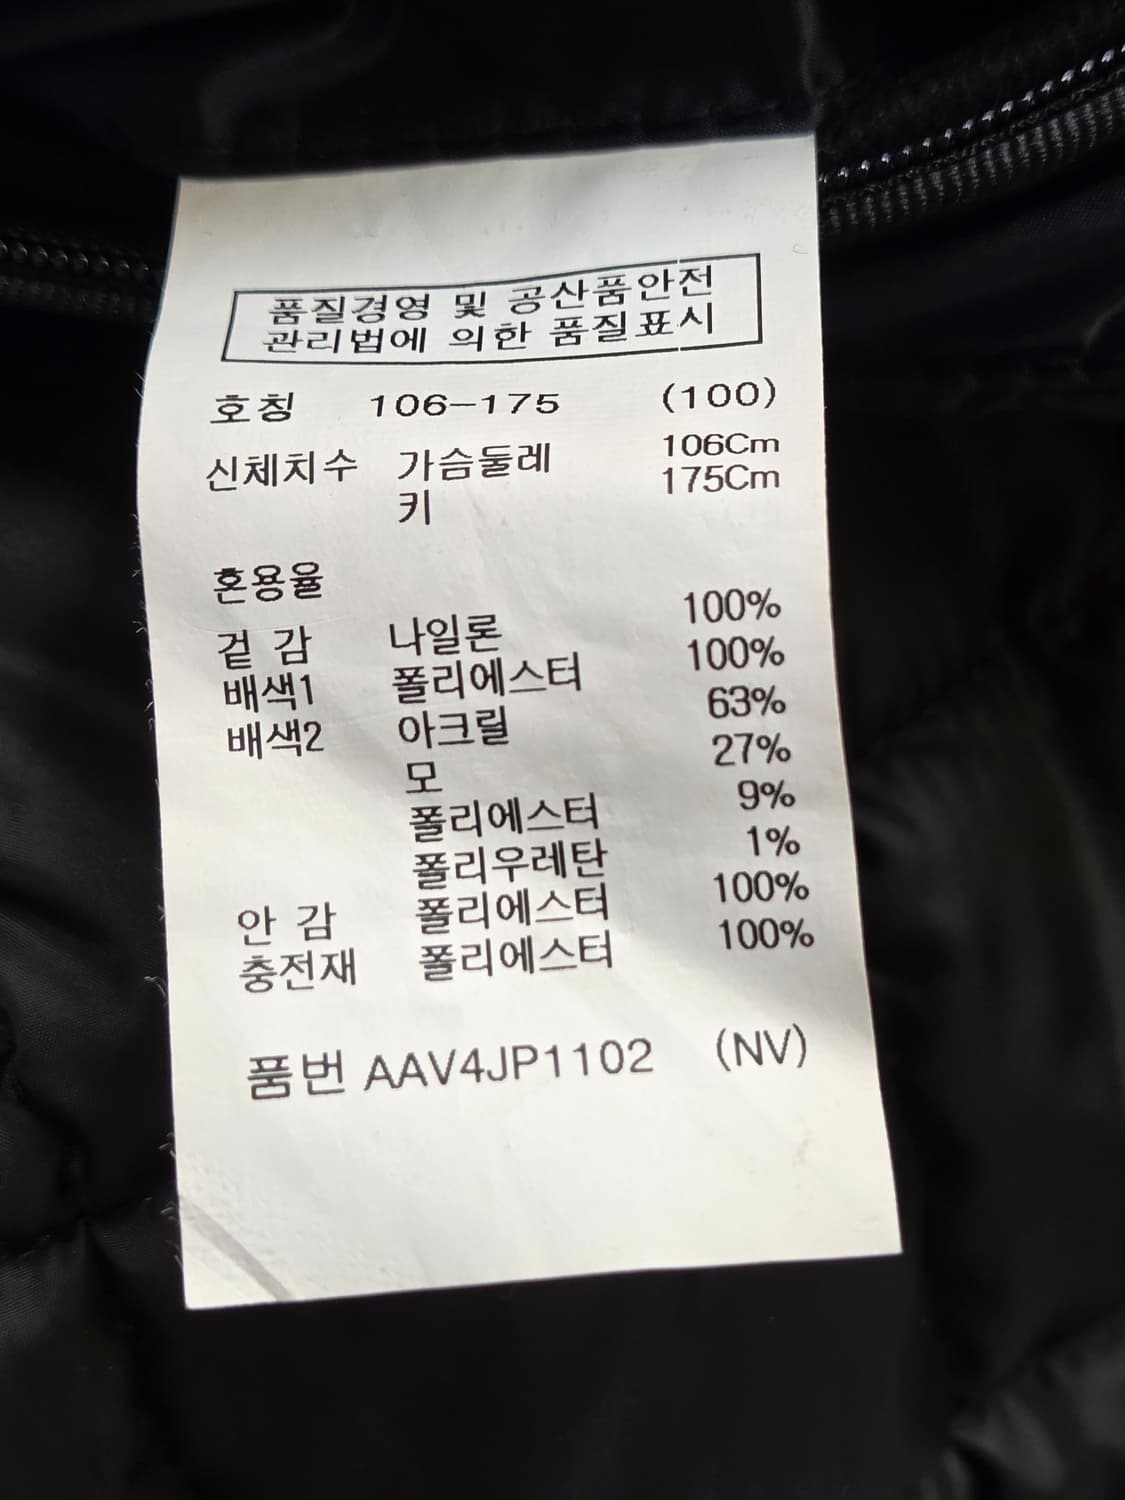 품질경영 및 공산품안전
관리법에 의한 품질표시
호칭 106-175 (100)
신체치수 가슴둘레 106Cm
키 175Cm
혼용율
겉 감 나일론 100%
배색1 폴리에스터 100%
배색2 아크릴 63%
모 27%
폴리에스터 9%
폴리우레탄 1%
안 감 폴리에스터 100%
충전재 폴리에스터 100%
품번 AAV4JP1102 (NV)